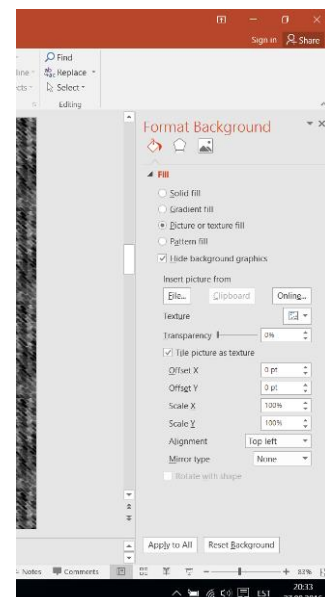 Sign in Share
Find
Replace
Select
Editing
Format Background
Fill
Solid fill
Gradient fill
Picture or texture fill
Pattern fill
Hide background graphics
Insert picture from
File... Clipboard Online...
Texture
Transparency 0%
Tile picture as texture
Offset X 0 pt
Offset Y 0 pt
Scale X 100%
Scale Y 100%
Alignment Top left
Mirror type None
Rotate with shape
Apply to All Reset Background
Notes Comments 83%
EST 20:33